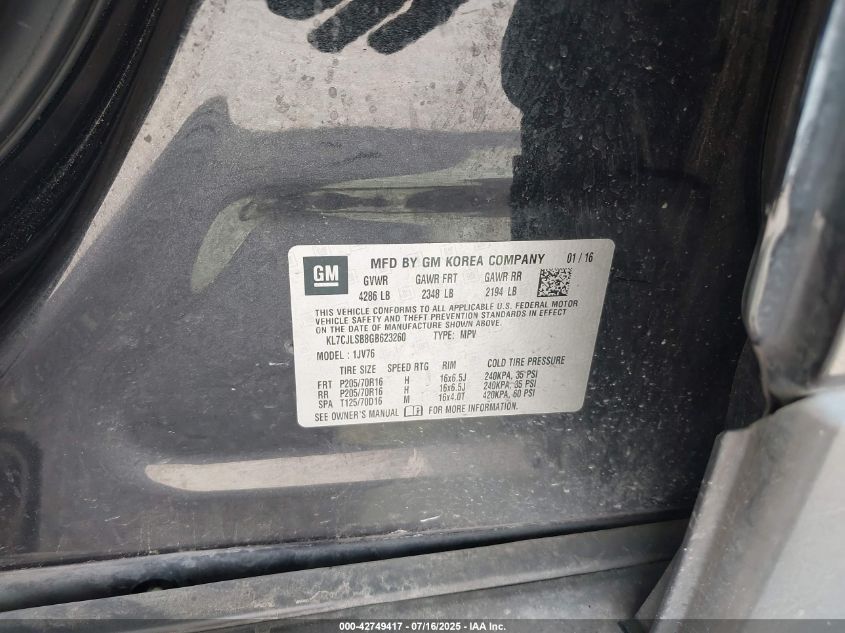 GM
MFD BY GM KOREA COMPANY 01 / 16
GVWR GAWR FRT GAWR RR
4286 LB 2348 LB 2194 LB
THIS VEHICLE CONFORMS TO ALL APPLICABLE U.S. FEDERAL MOTOR
VEHICLE SAFETY AND THEFT PREVENTION STANDARDS IN EFFECT
ON THE DATE OF MANUFACTURE SHOWN ABOVE.
KL7CJLSB8GB623260 TYPE: MPV
MODEL : 1JV76
TIRE SIZE SPEED RTG RIM COLD TIRE PRESSURE
FRT P205/70R16 H 16x6.5J 240KPA, 35 PSI
RR P205/70R16 H 16x6.5J 240KPA, 35 PSI
SPA T125/70D16 M 16x4.0T 420KPA, 60 PSI
SEE OWNER'S MANUAL FOR MORE INFORMATION.
000-42749417 - 07/16/2025 - IAA Inc.